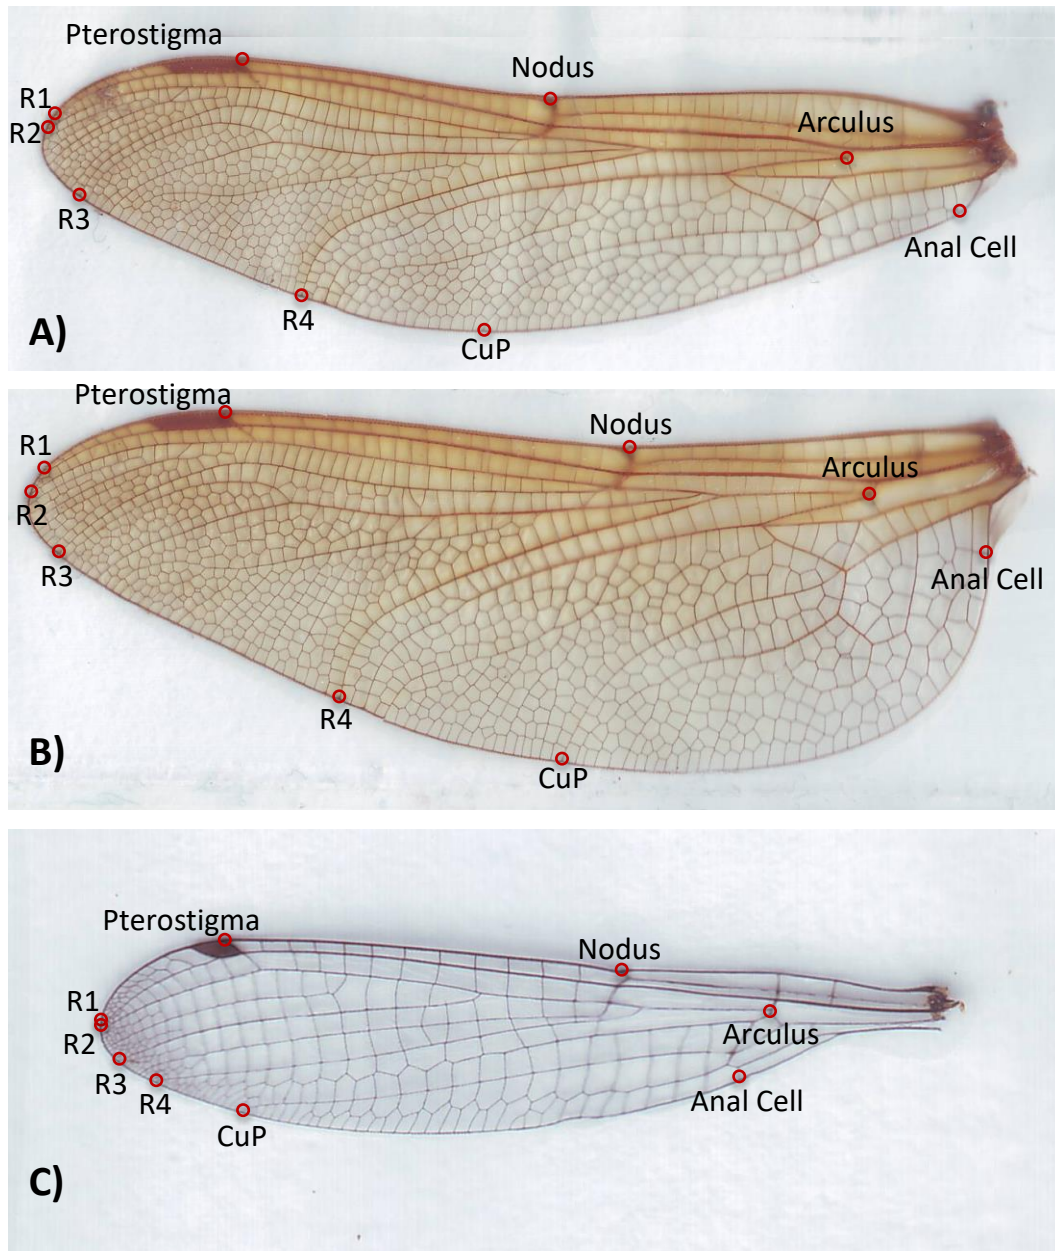 Pterostigma
Nodus
R1
Arculus
R2
R3
Anal Cell
R4
A)
CuP
Pterostigma
Nodus
R1
Arculus
R2
R3
Anal Cell
R4
B)
CuP
Pterostigma
Nodus
R1
Arculus
R2
R3
R4
Anal Cell
CuP
C)